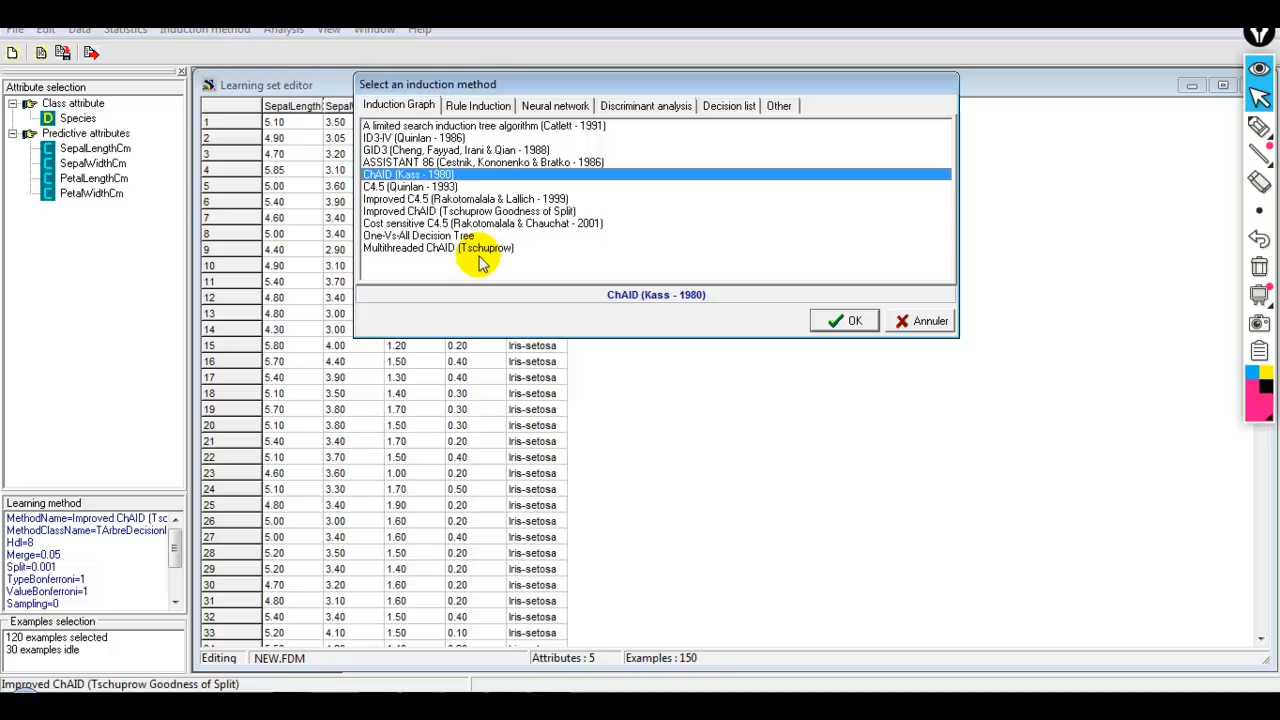 File Edit Data Statistics Induction method Analysis View Window Help
Attribute selection
Class attribute
Species
Predictive attributes
SepalLengthCm
SepalWidthCm
PetalLengthCm
PetalWidthCm
Learning method
MethodName=Improved ChAID (Tsc
MethodClassName=TArbreDecisionI
Hdl=8
Merge=0.05
Split=0.001
TypeBonferroni=1
ValueBonferroni=1
Sampling=0
Examples selection
120 examples selected
30 examples idle
Learning set editor
SepalLength SepalW
1 5.10 3.50
2 4.90 3.05
3 4.70 3.20
4 5.85 3.10
5 5.00 3.60
6 5.40 3.90
7 4.60 3.40
8 5.00 3.40
9 4.40 2.90
10 4.90 3.10
11 5.40 3.70
12 4.80 3.40
13 4.80 3.00
14 4.30 3.00
15 5.80 4.00 1.20 0.20 Iris-setosa
16 5.70 4.40 1.50 0.40 Iris-setosa
17 5.40 3.90 1.30 0.40 Iris-setosa
18 5.10 3.50 1.40 0.30 Iris-setosa
19 5.70 3.80 1.70 0.30 Iris-setosa
20 5.10 3.80 1.50 0.30 Iris-setosa
21 5.40 3.40 1.70 0.20 Iris-setosa
22 5.10 3.70 1.50 0.40 Iris-setosa
23 4.60 3.60 1.00 0.20 Iris-setosa
24 5.10 3.30 1.70 0.50 Iris-setosa
25 4.80 3.40 1.90 0.20 Iris-setosa
26 5.00 3.00 1.60 0.20 Iris-setosa
27 5.00 3.40 1.60 0.40 Iris-setosa
28 5.20 3.50 1.50 0.20 Iris-setosa
29 5.20 3.40 1.40 0.20 Iris-setosa
30 4.70 3.20 1.60 0.20 Iris-setosa
31 4.80 3.10 1.60 0.20 Iris-setosa
32 5.40 3.40 1.50 0.40 Iris-setosa
33 5.20 4.10 1.50 0.10 Iris-setosa
Select an induction method
Induction Graph Rule Induction Neural network Discriminant analysis Decision list Other
A limited search induction tree algorithm (Catlett - 1991)
ID3-IV (Quinlan - 1986)
GID3 (Cheng, Fayyad, Irani & Qian - 1988)
ASSISTANT 86 (Cestnik, Kononenko & Bratko - 1986)
ChAID (Kass - 1980)
C4.5 (Quinlan - 1993)
Improved C4.5 (Rakotomalala & Lallich - 1999)
Improved ChAID (Tschuprow Goodness of Split)
Cost sensitive C4.5 (Rakotomalala & Chauchat - 2001)
One-Vs-All Decision Tree
Multithreaded ChAID (Tschuprow)
ChAID (Kass - 1980)
OK Annuler
Editing NEW.FDM Attributes : 5 Examples : 150
Improved ChAID (Tschuprow Goodness of Split)